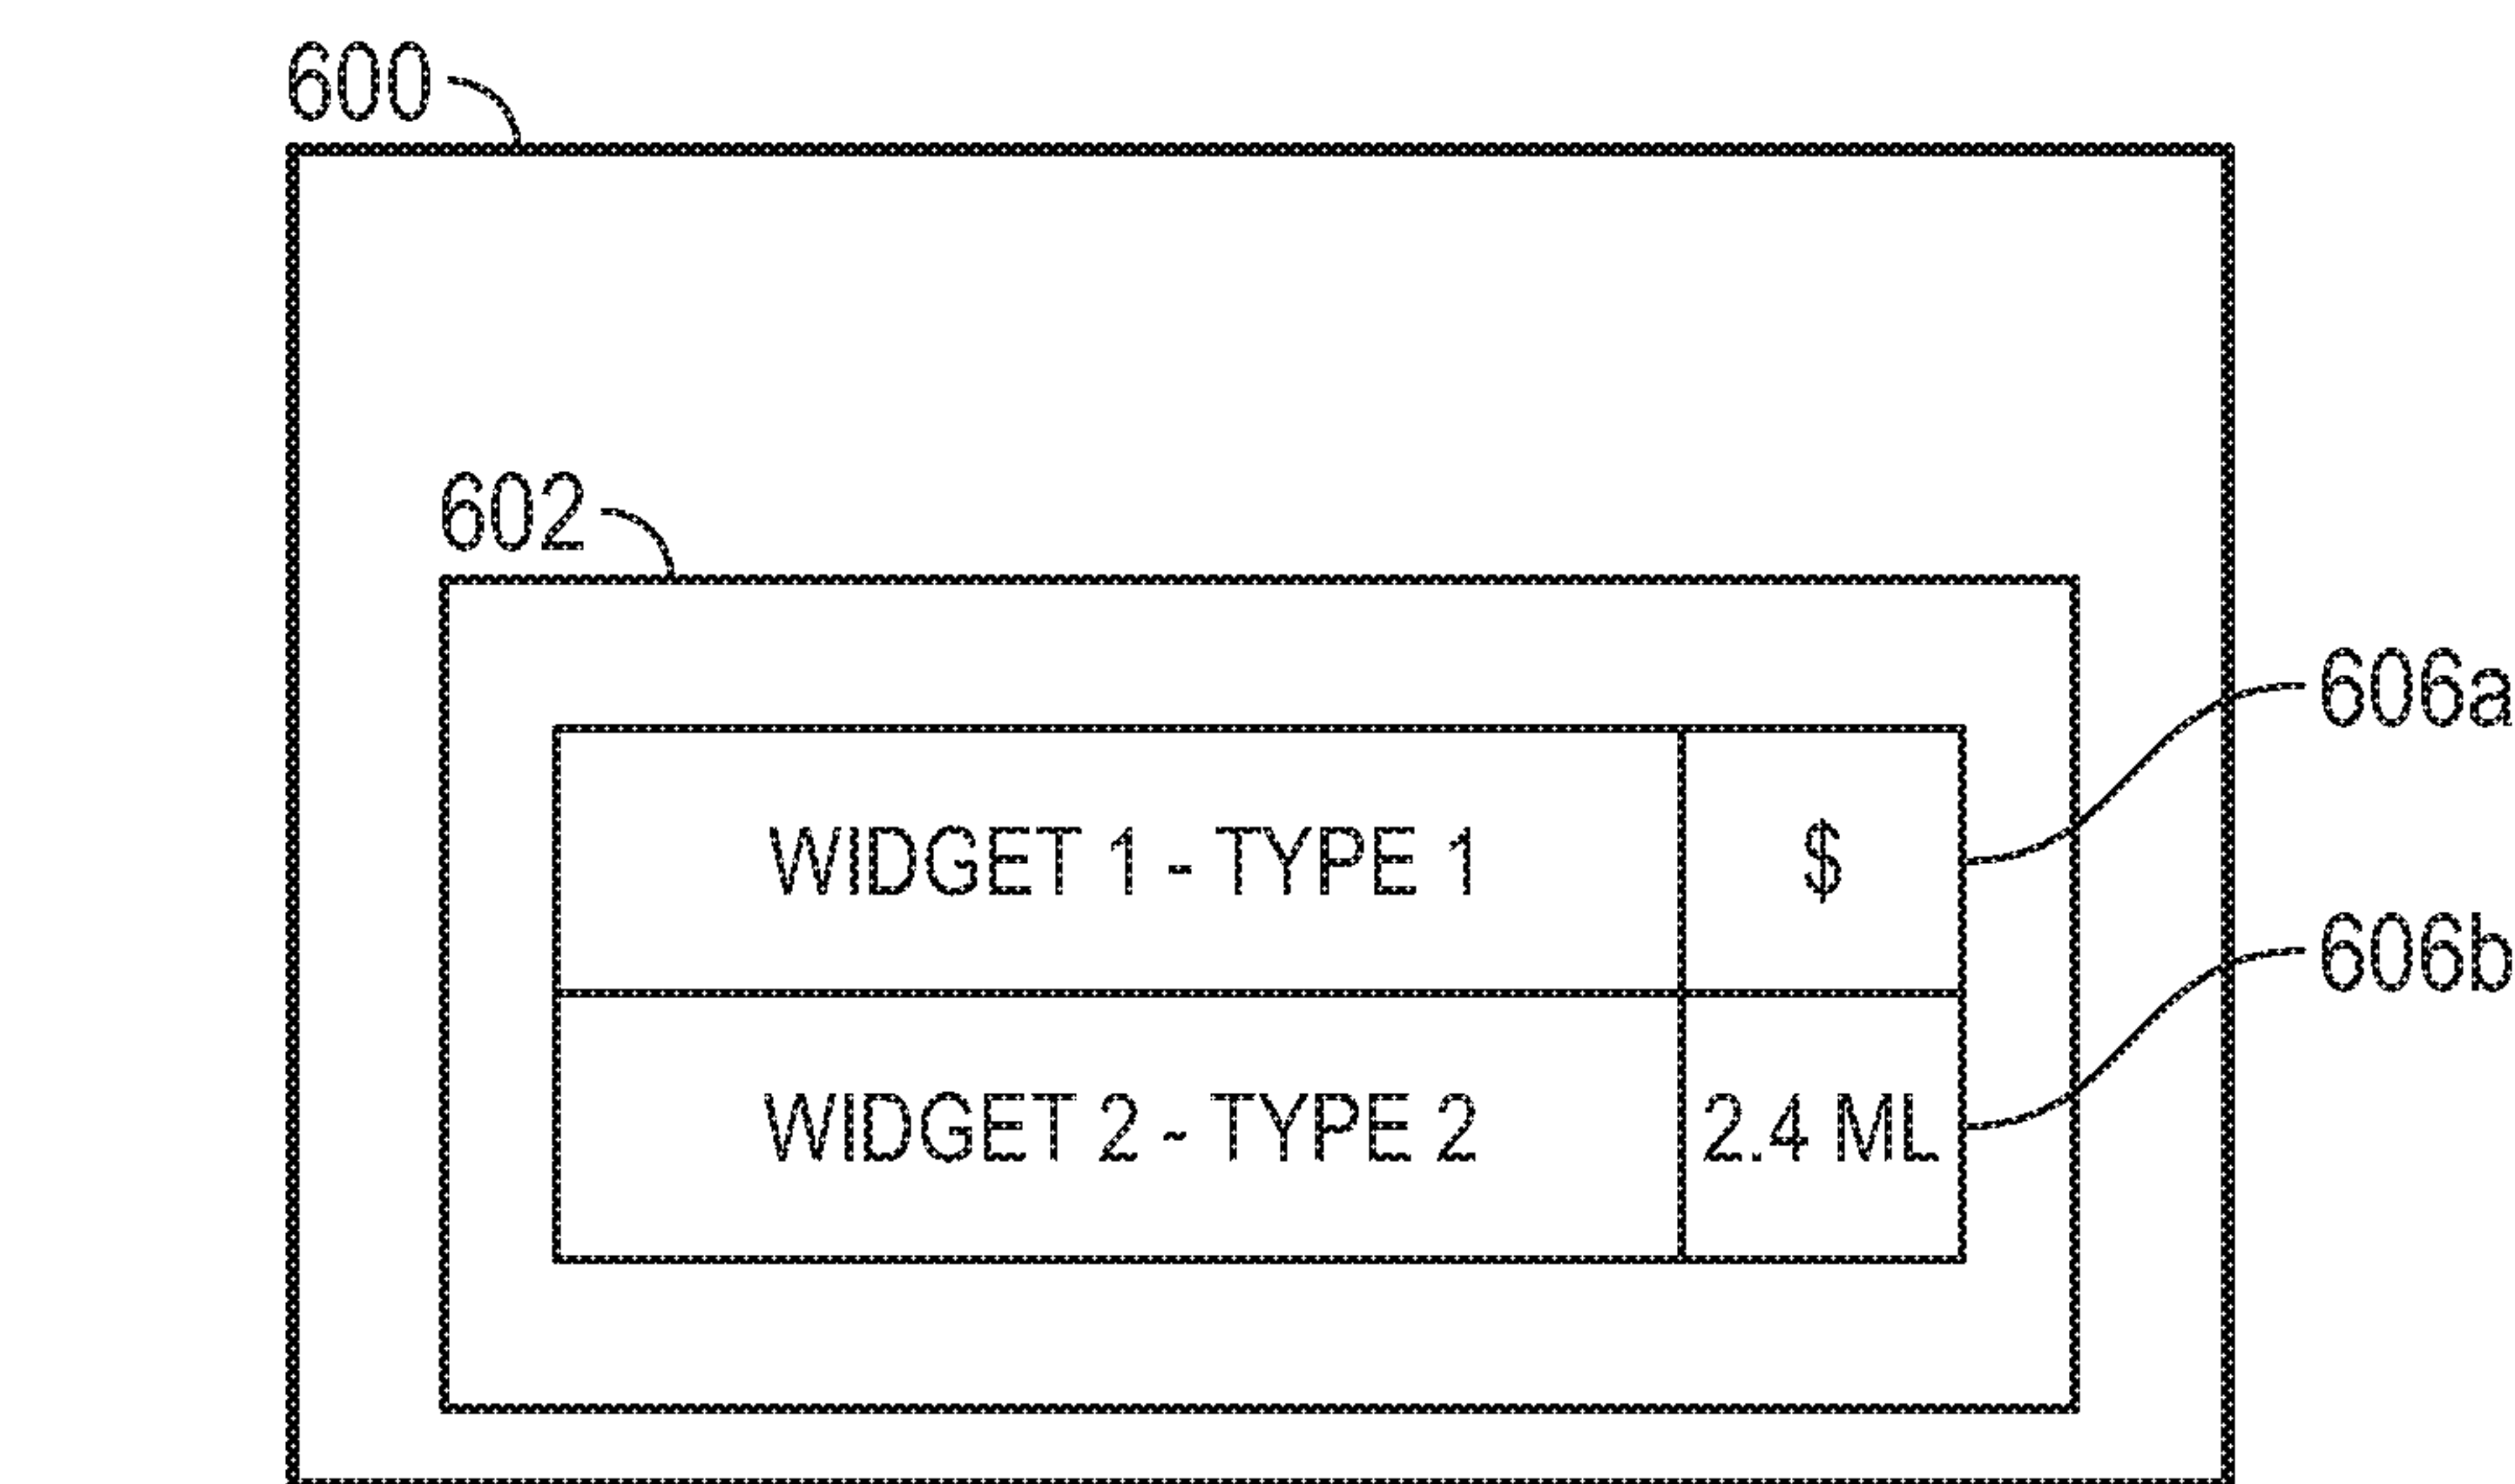 600
602
606a
WIDGET 1 - TYPE 1 $
606b
WIDGET 2 - TYPE 2 2.4 ML